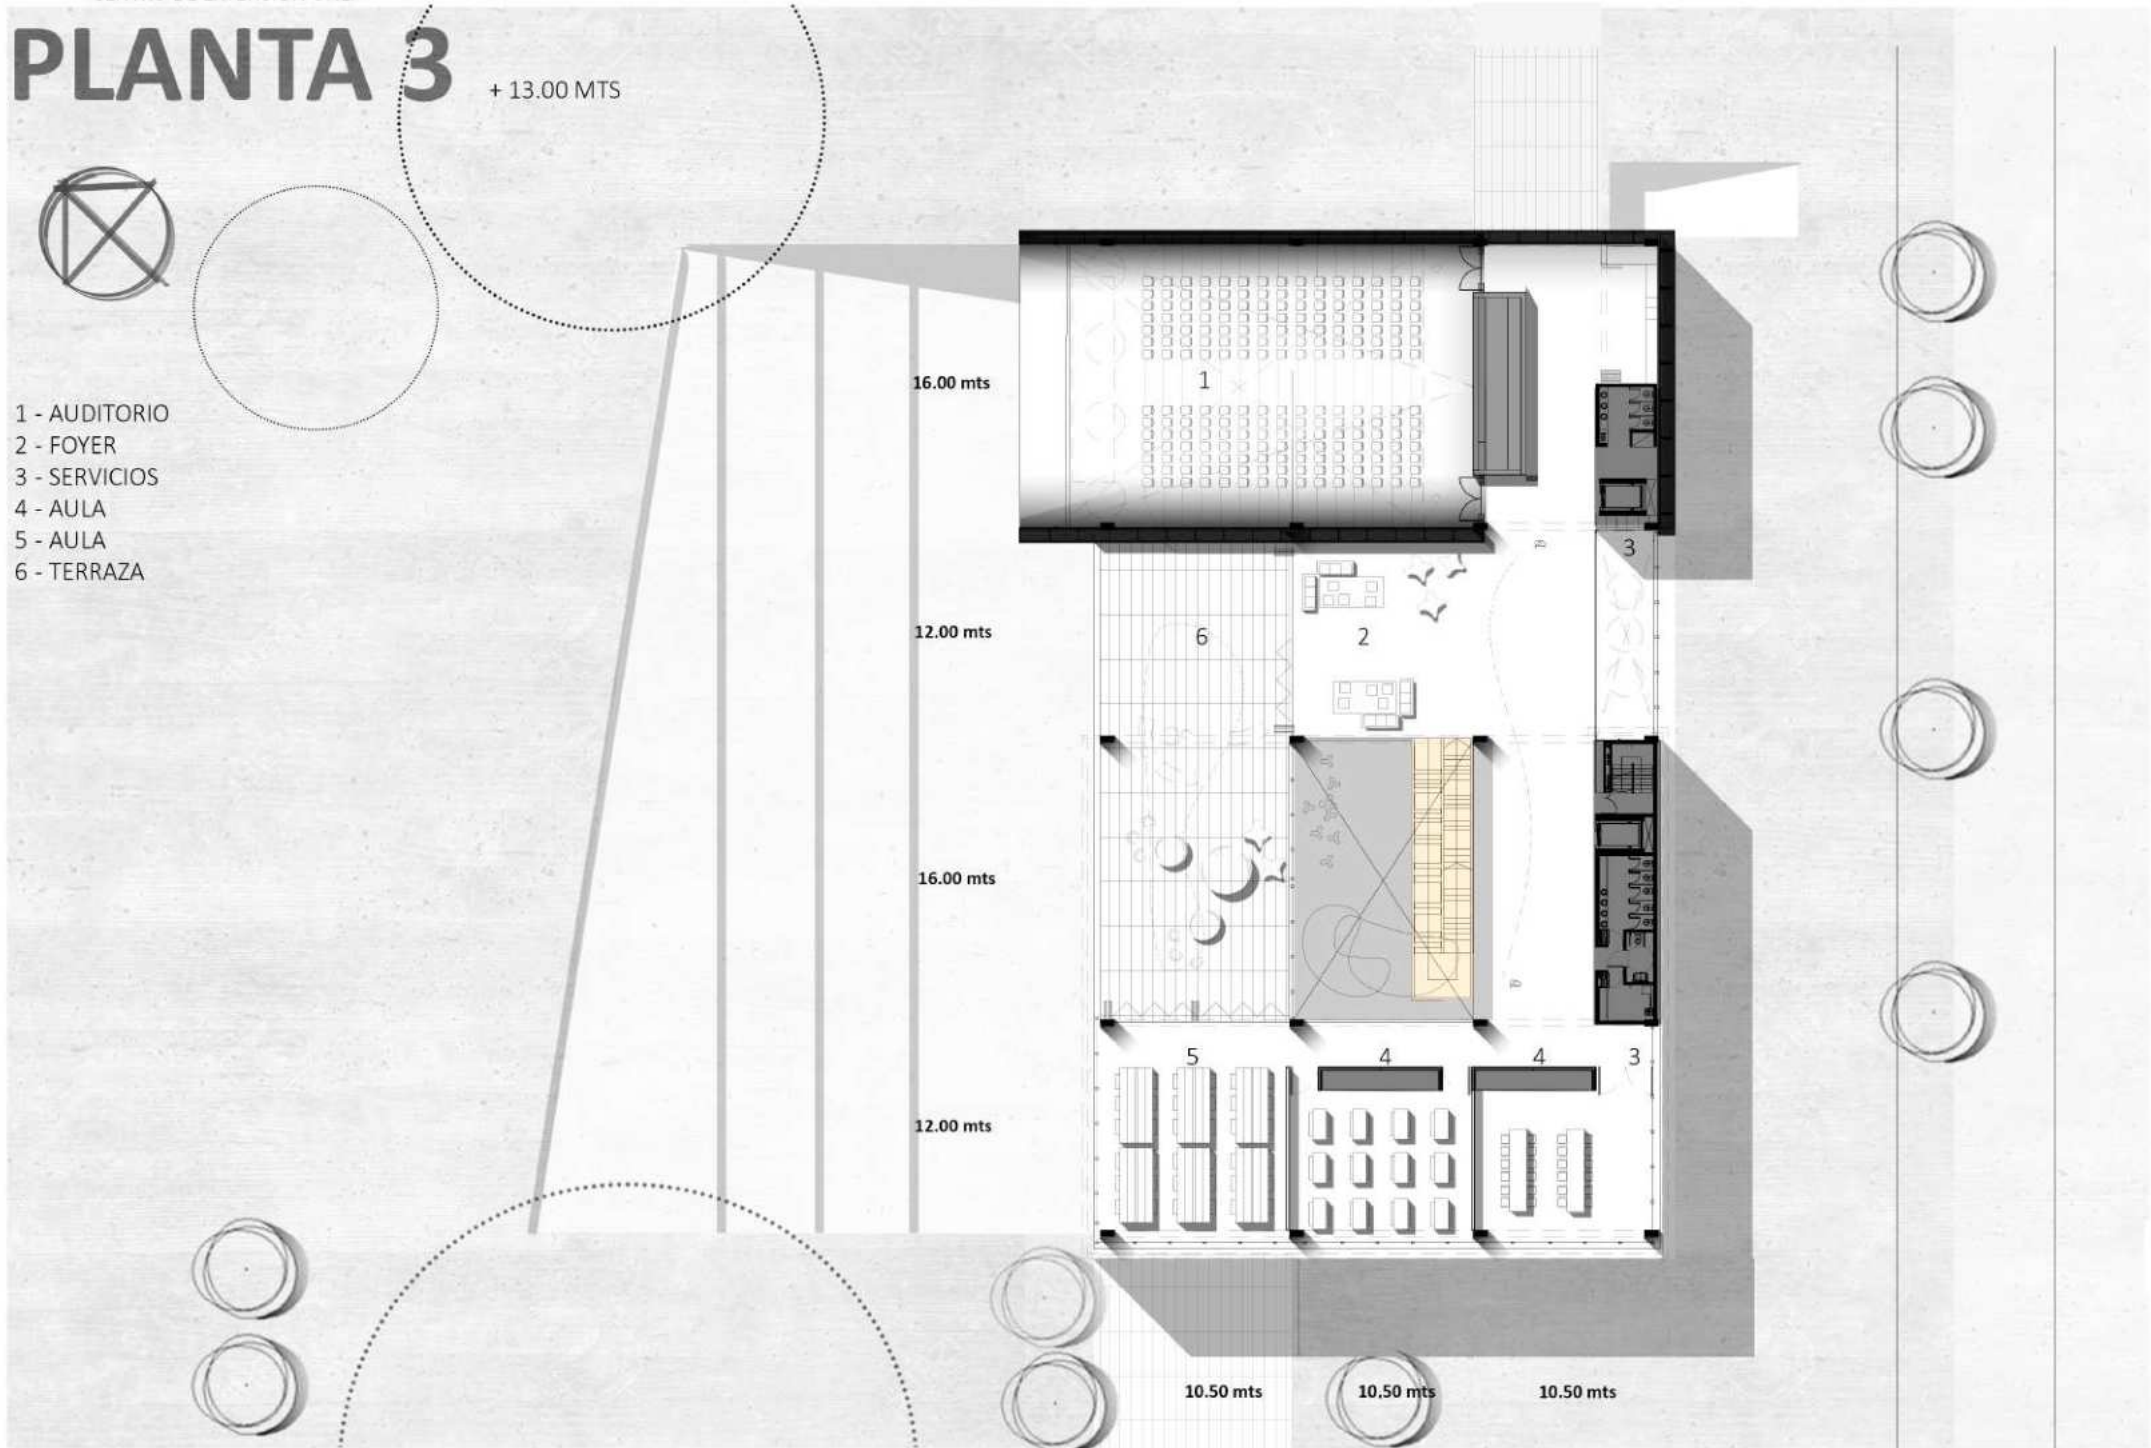 PLANTA 3
+ 13.00 MTS
1 - AUDITORIO
2 - FOYER
3 - SERVICIOS
4 - AULA
5 - AULA
6 - TERRAZA
16.00 mts
1
3
12.00 mts
6
2
16.00 mts
5
4
4
3
12.00 mts
10.50 mts
10,50 mts
10.50 mts